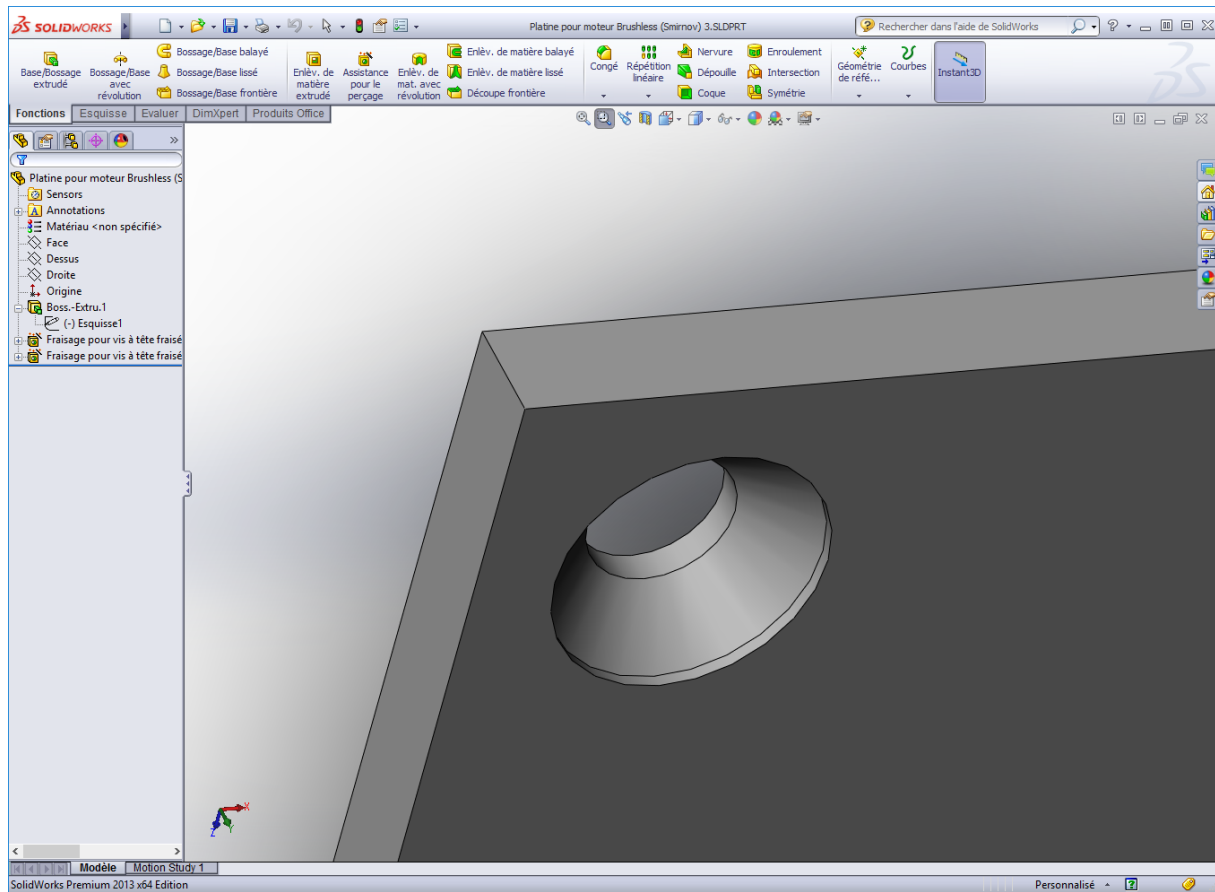 SOLIDWORKS
Platine pour moteur Brushless (Smirnov) 3.SLDPRT
Rechercher dans l'aide de SolidWorks
Base/Bossage extrudé
Bossage/Base avec révolution
Bossage/Base balayé
Bossage/Base lissé
Bossage/Base frontière
Enlèv. de matière extrudé
Assistance pour le perçage
Enlèv. de mat. avec révolution
Enlèv. de matière balayé
Enlèv. de matière lissé
Découpe frontière
Congé
Répétition linéaire
Nervure
Dépouille
Coque
Enroulement
Intersection
Symétrie
Géométrie de réfé...
Courbes
Instant3D
Fonctions
Esquisse
Evaluer
DimXpert
Produits Office
Platine pour moteur Brushless (S
Sensors
Annotations
Matériau <non spécifié>
Face
Dessus
Droite
Origine
Boss.-Extru.1
(-) Esquisse1
Fraisage pour vis à tête fraisé
Fraisage pour vis à tête fraisé
X
Y
Z
Modèle
Motion Study 1
SolidWorks Premium 2013 x64 Edition
Personnalisé